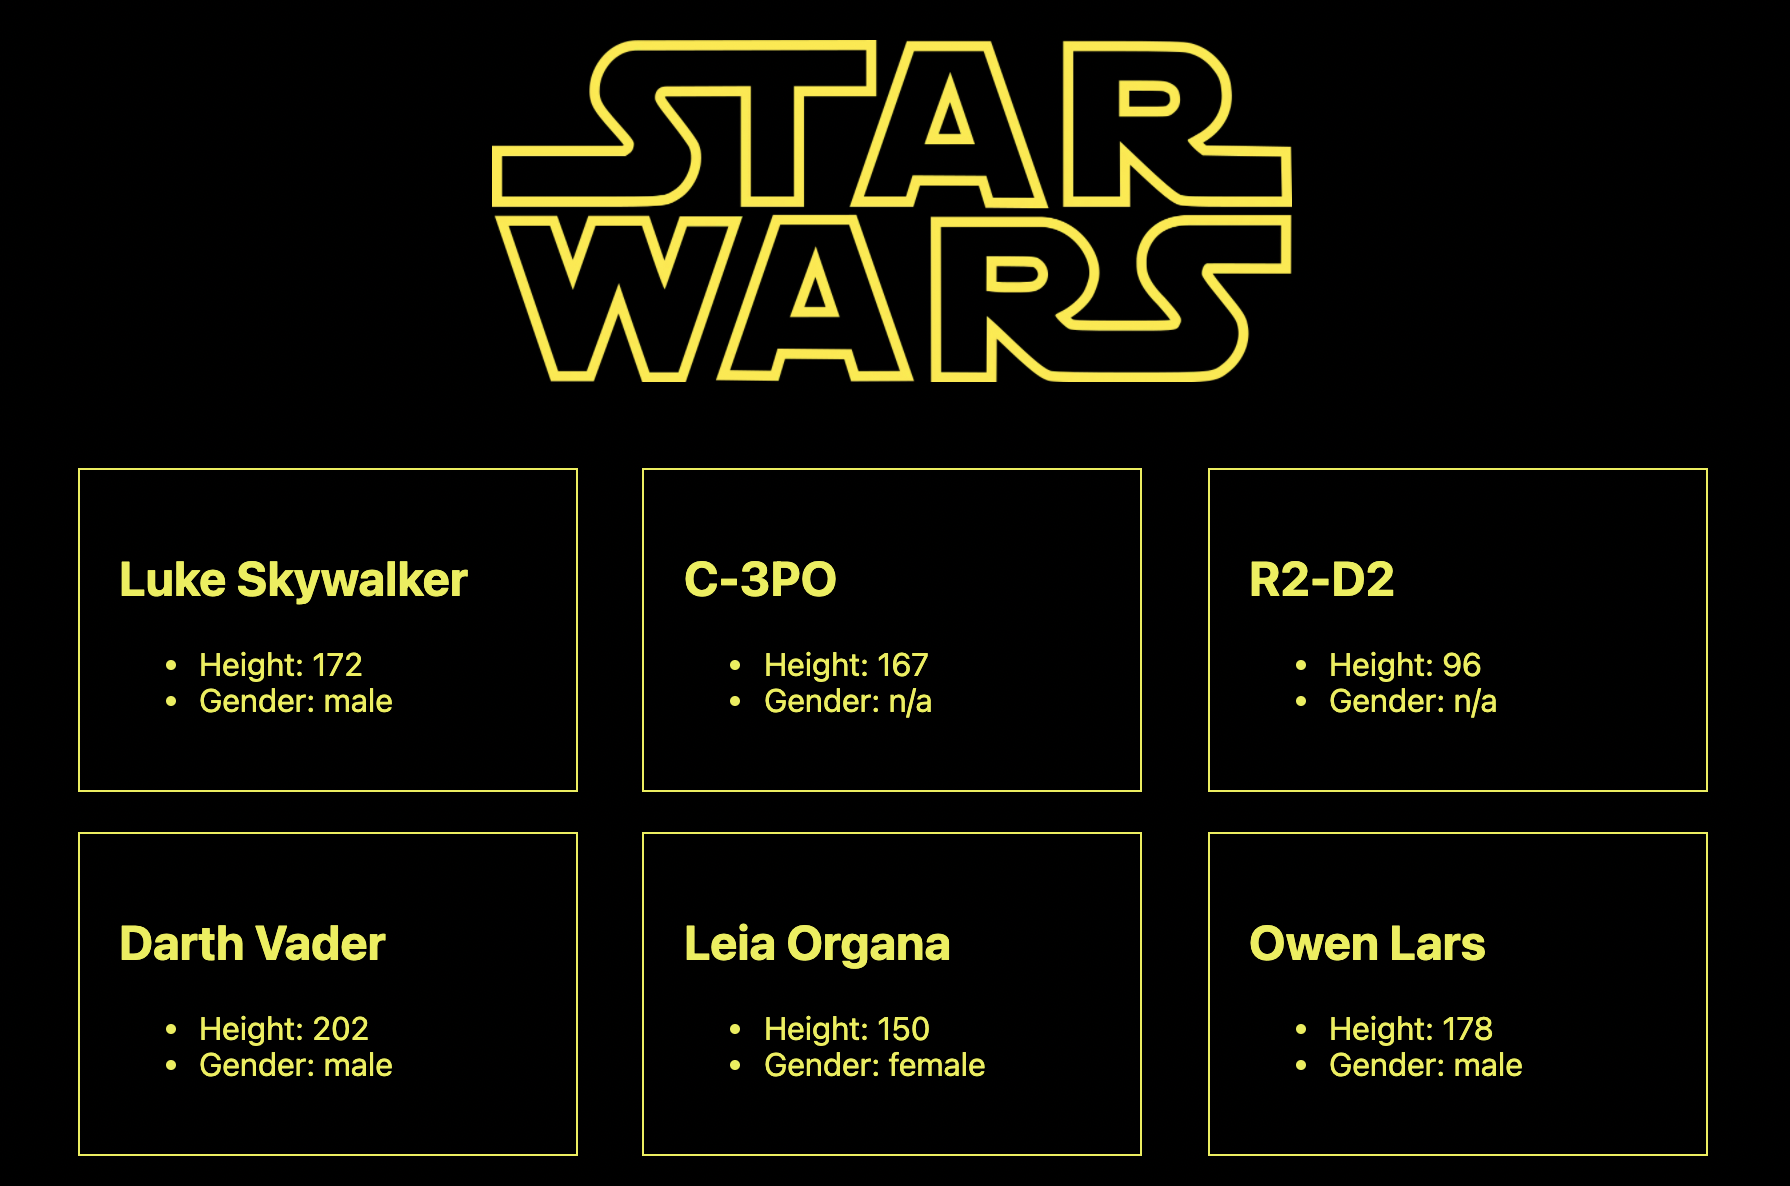 STAR
WARS
Luke Skywalker
• Height: 172
• Gender: male
C-3PO
• Height: 167
• Gender: n/a
R2-D2
• Height: 96
• Gender: n/a
Darth Vader
• Height: 202
• Gender: male
Leia Organa
• Height: 150
• Gender: female
Owen Lars
• Height: 178
• Gender: male